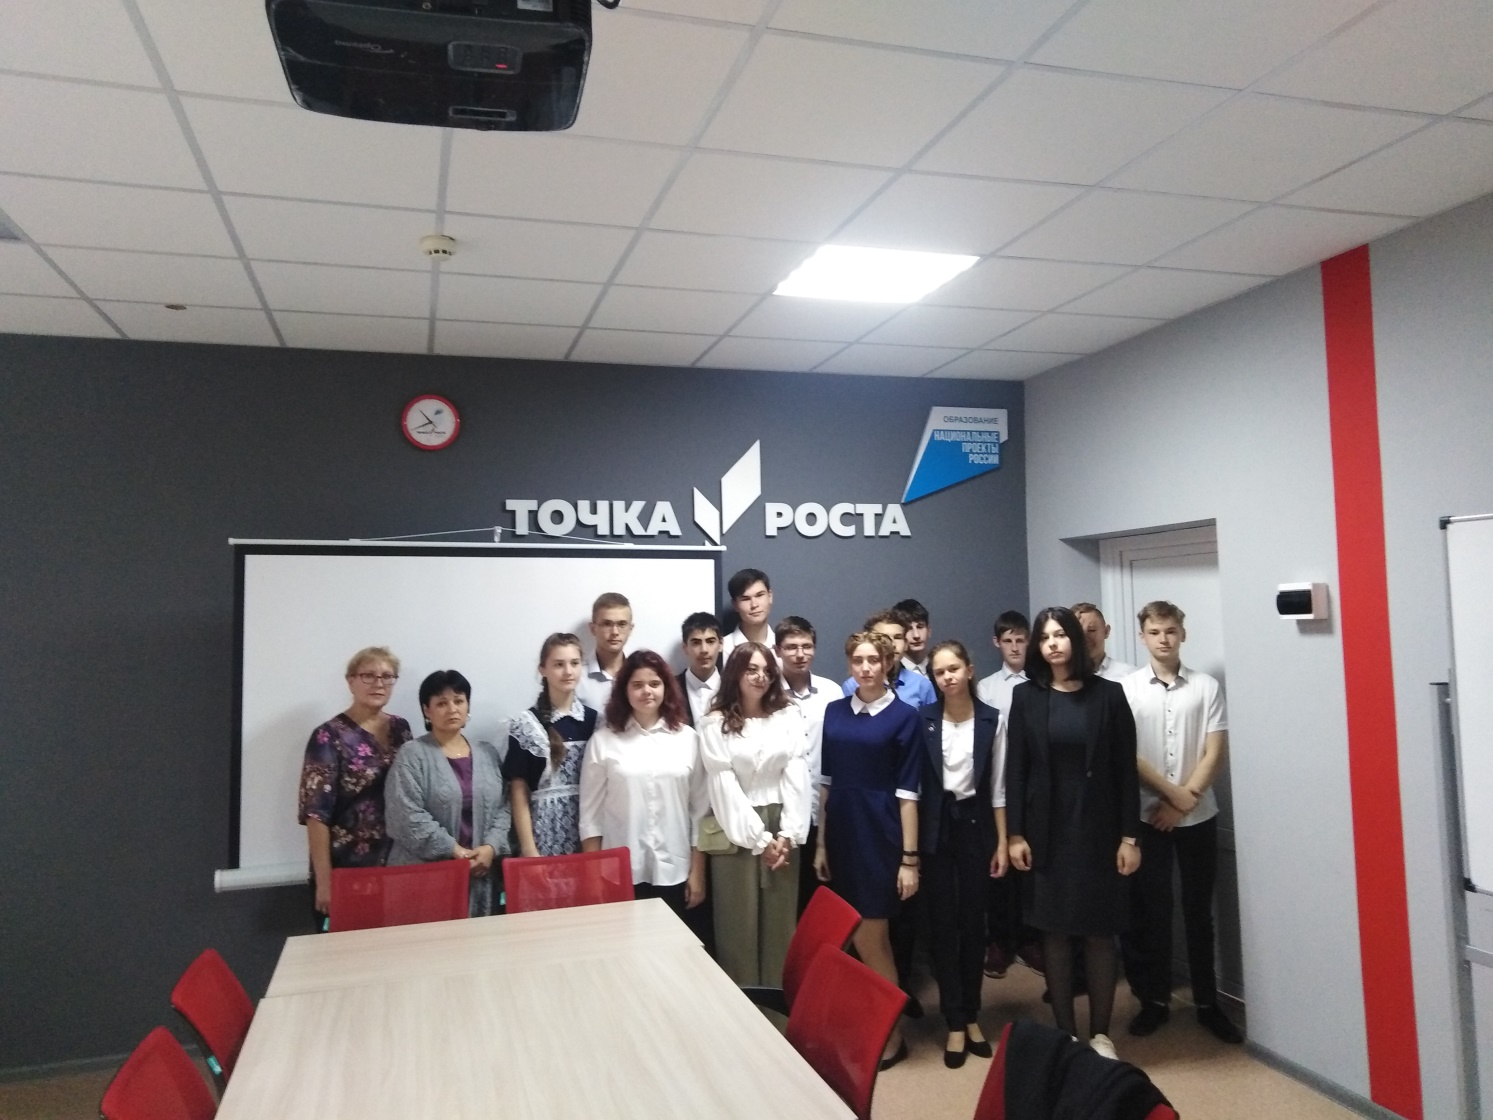 ОБРАЗОВАНИЕ
НАЦИОНАЛЬНЫЕ
ПРОЕКТЫ
РОССИИ
ТОЧКА РОСТА